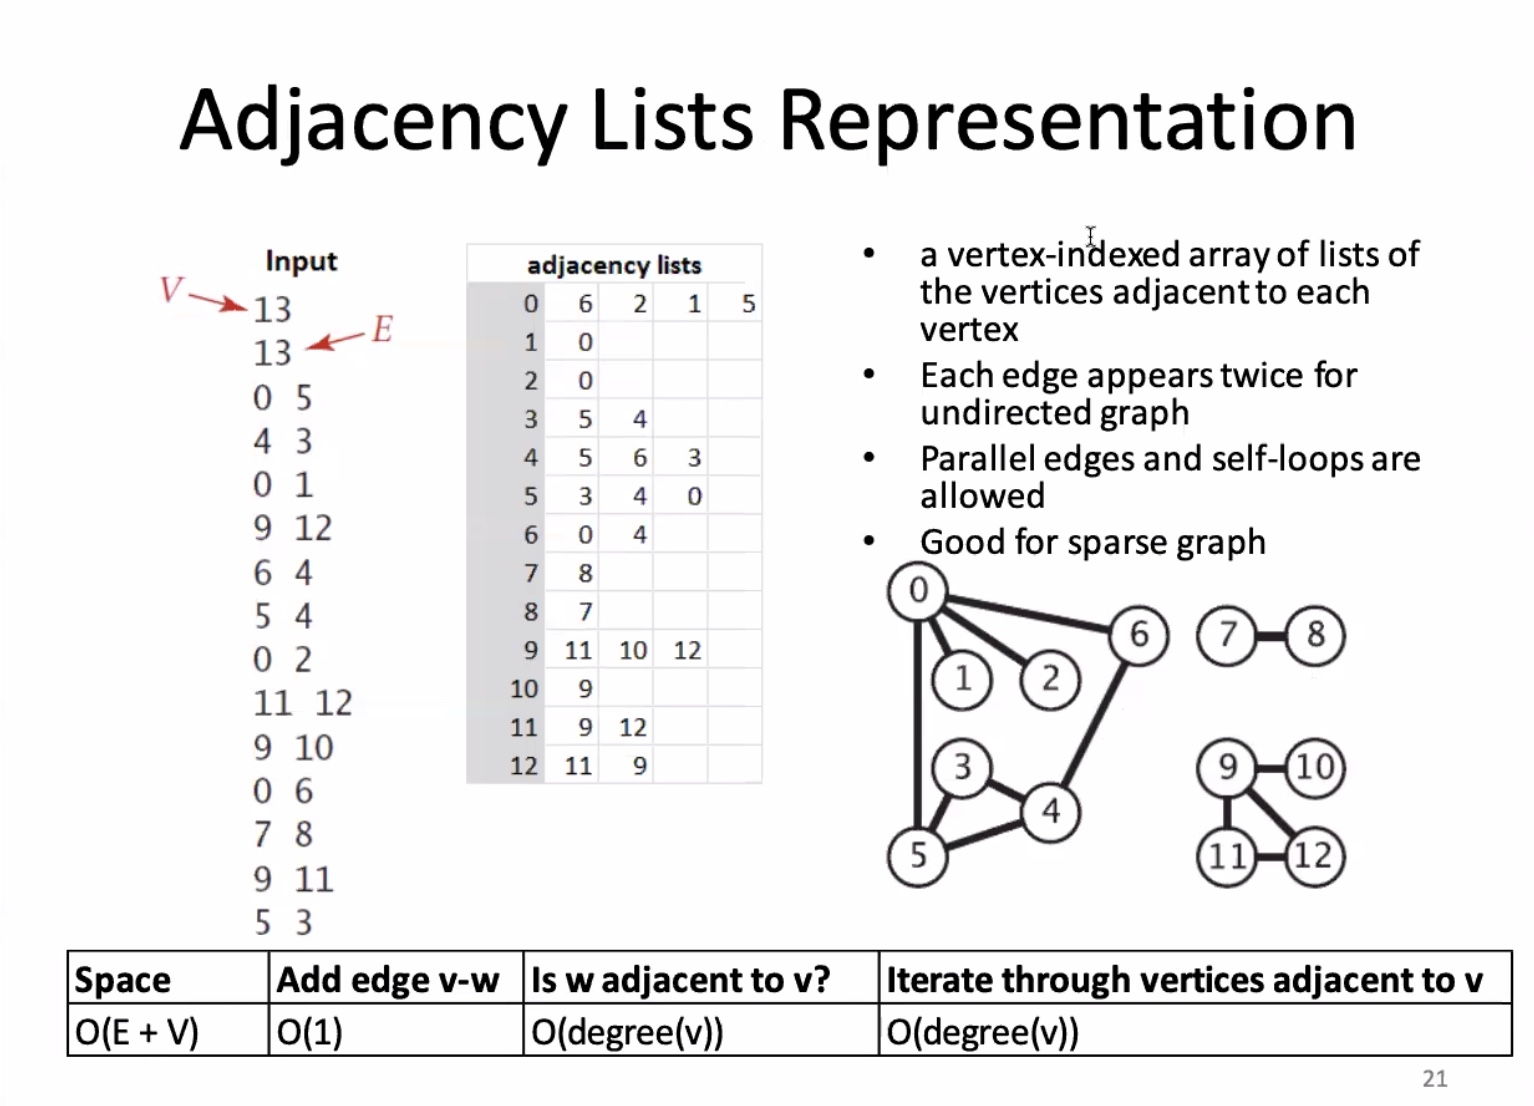 Adjacency Lists Representation
Input
V
13
13
E
0 5
4 3
0 1
9 12
6 4
5 4
0 2
11 12
9 10
0 6
7 8
9 11
5 3
adjacency lists
0 6 2 1 5
1 0
2 0
3 5 4
4 5 6 3
5 3 4 0
6 0 4
7 8
8 7
9 11 10 12
10 9
11 9 12
12 11 9
• a vertex-indexed array of lists of
the vertices adjacent to each
vertex
• Each edge appears twice for
undirected graph
• Parallel edges and self-loops are
allowed
• Good for sparse graph
0
6
7
8
1
2
3
9
10
4
5
11
12
Space Add edge v-w Is w adjacent to v? Iterate through vertices adjacent to v
O(E + V) O(1) O(degree(v)) O(degree(v))
21